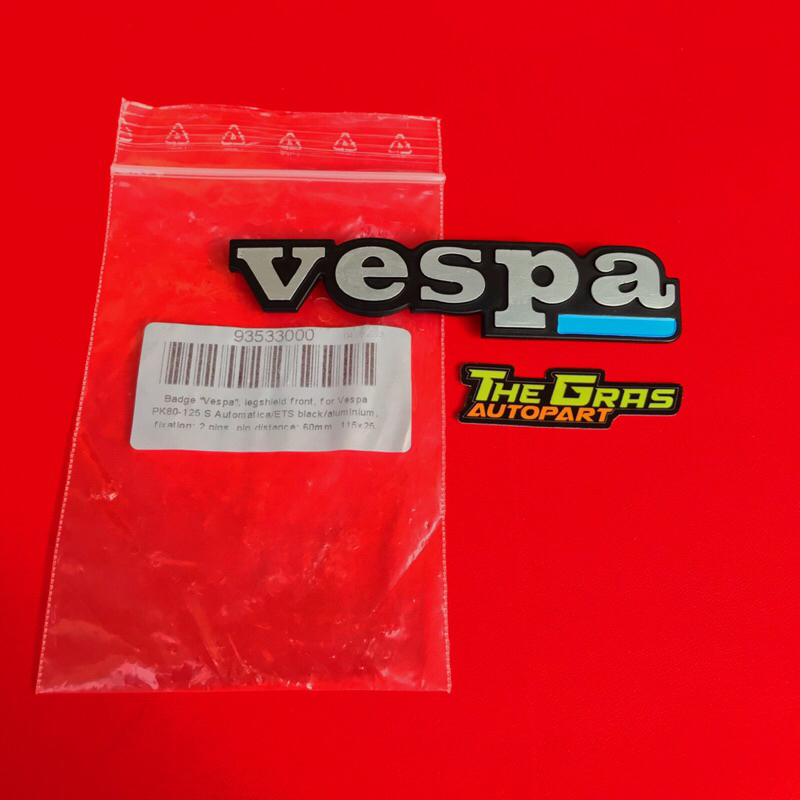 vespa
93533000
Badge "Vespa", legshield front, for Vespa
PK80-125 S Automatica/ETS black/aluminium,
fixation: 2 pins, pin distance: 60mm, 115x25,
THE GRAS
AUTOPART